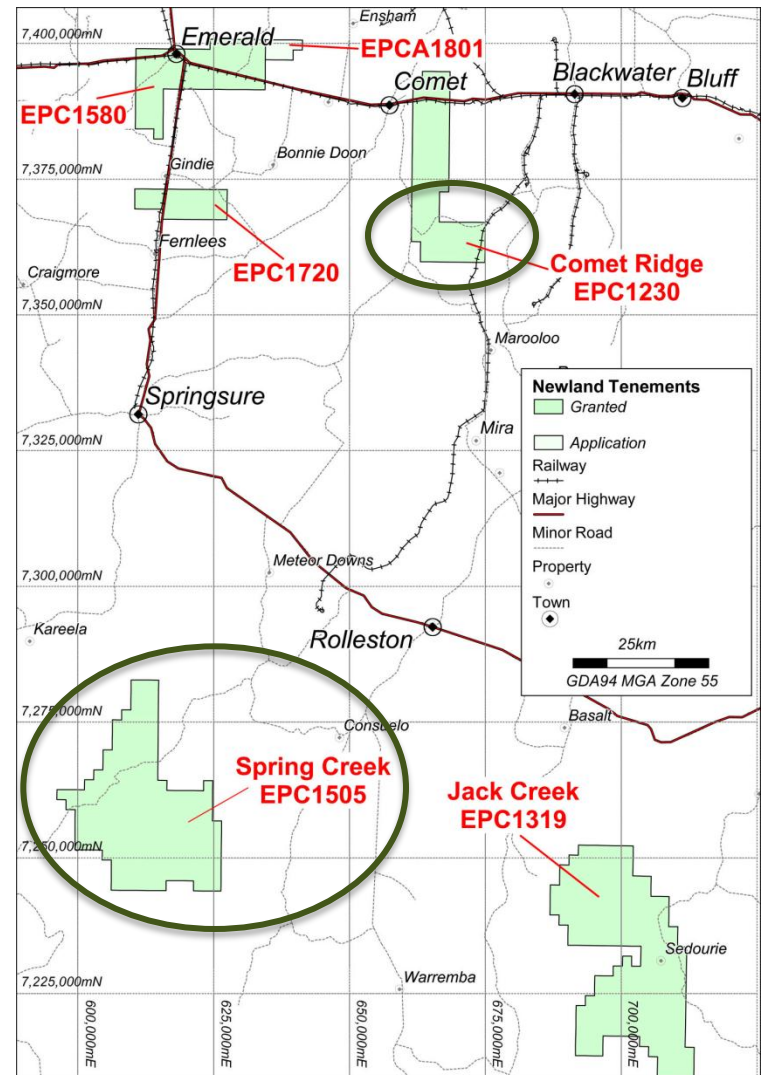 7,400,000mN
Emerald
Ensham
EPCA1801
Comet
Blackwater
Bluff
EPC1580
Bonnie Doon
Gindie
7,375,000mN
EPC1720
Fernlees
Comet Ridge
EPC1230
Craigmore
7,350,000mN
Marooloo
Springsure
Mira
7,325,000mN
Newland Tenements
Granted
Application
Railway
Major Highway
Minor Road
Property
Town
25km
GDA94 MGA Zone 55
Meteor Downs
7,300,000mN
Kareela
Rolleston
7,275,000mN
Consuelo
Basalt
Spring Creek
EPC1505
Jack Creek
EPC1319
7,250,000mN
Sedourie
Warremba
7,225,000mN
600,000mE
625,000mE
650,000mE
675,000mE
700,000mE